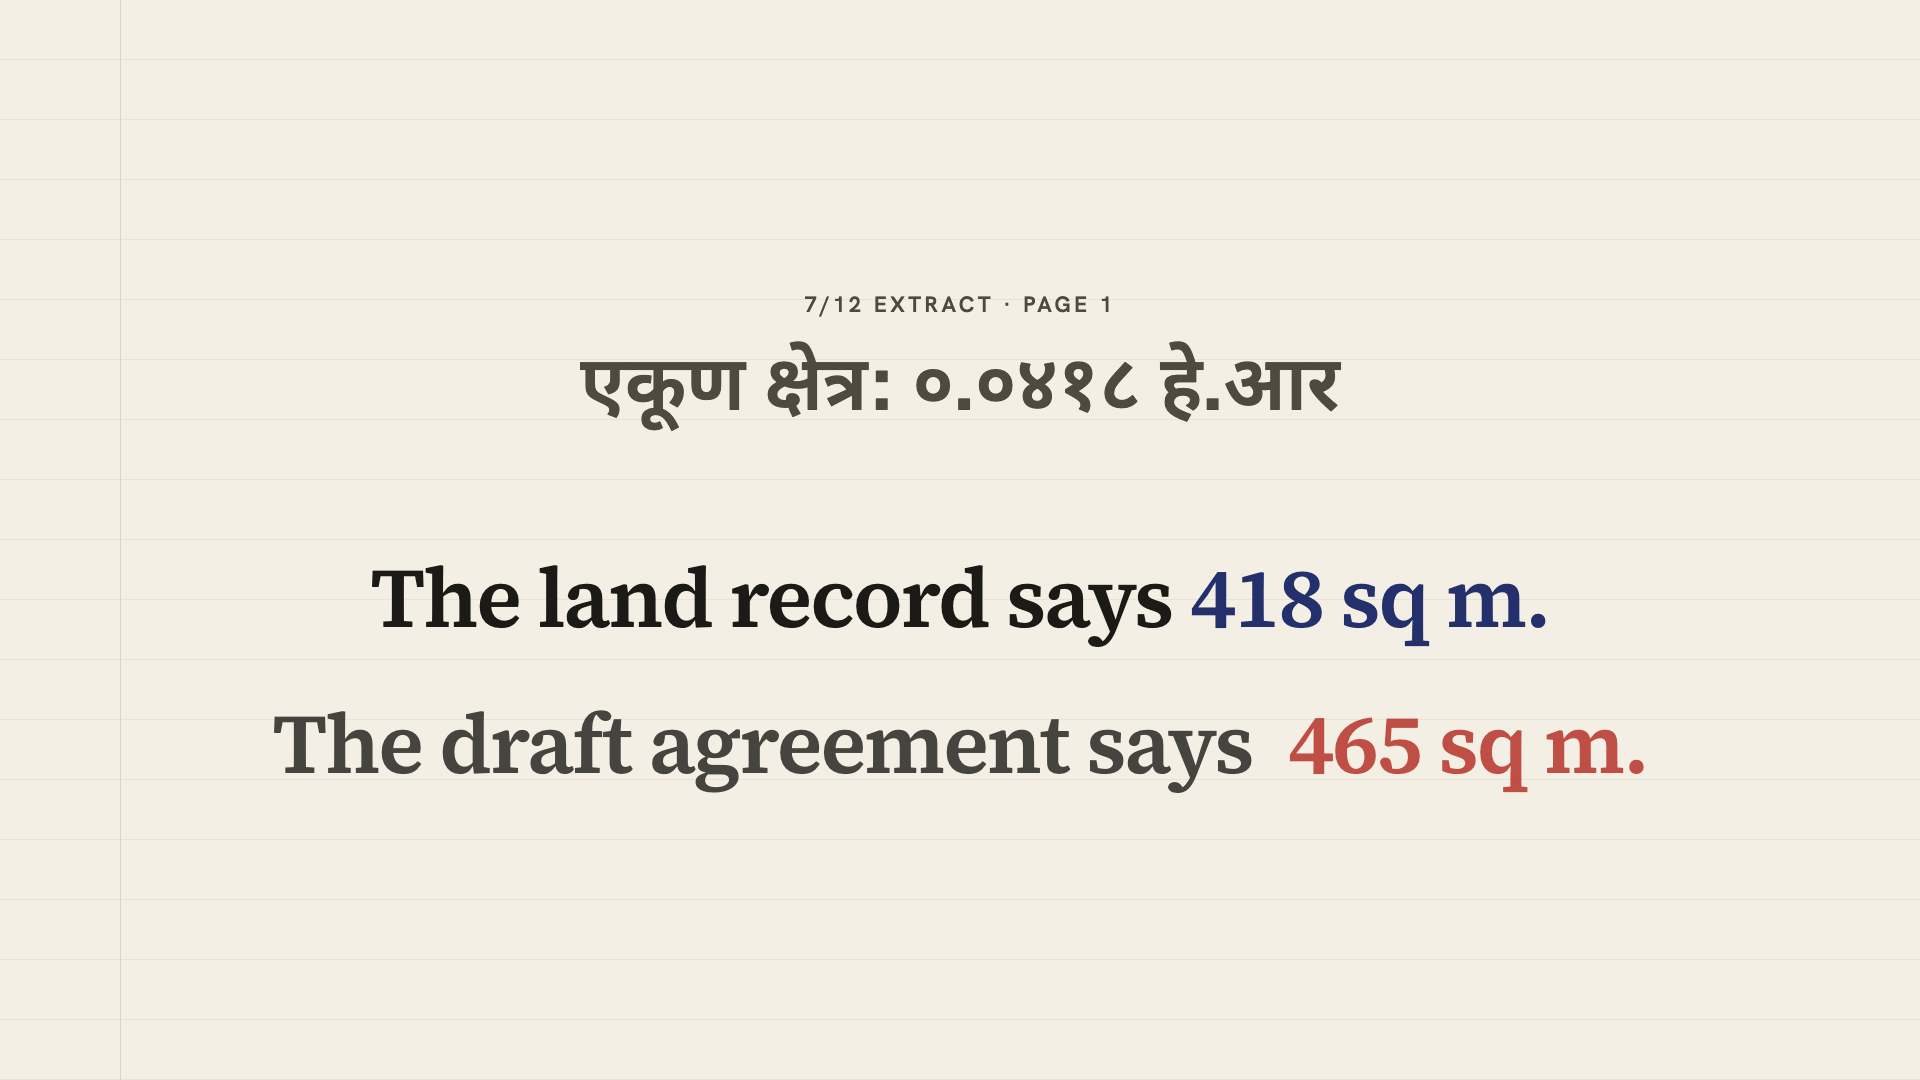 7/12 EXTRACT · PAGE 1
एकूण क्षेत्र: ०.०४१८ हे.आर
The land record says 418 sq m.
The draft agreement says 465 sq m.